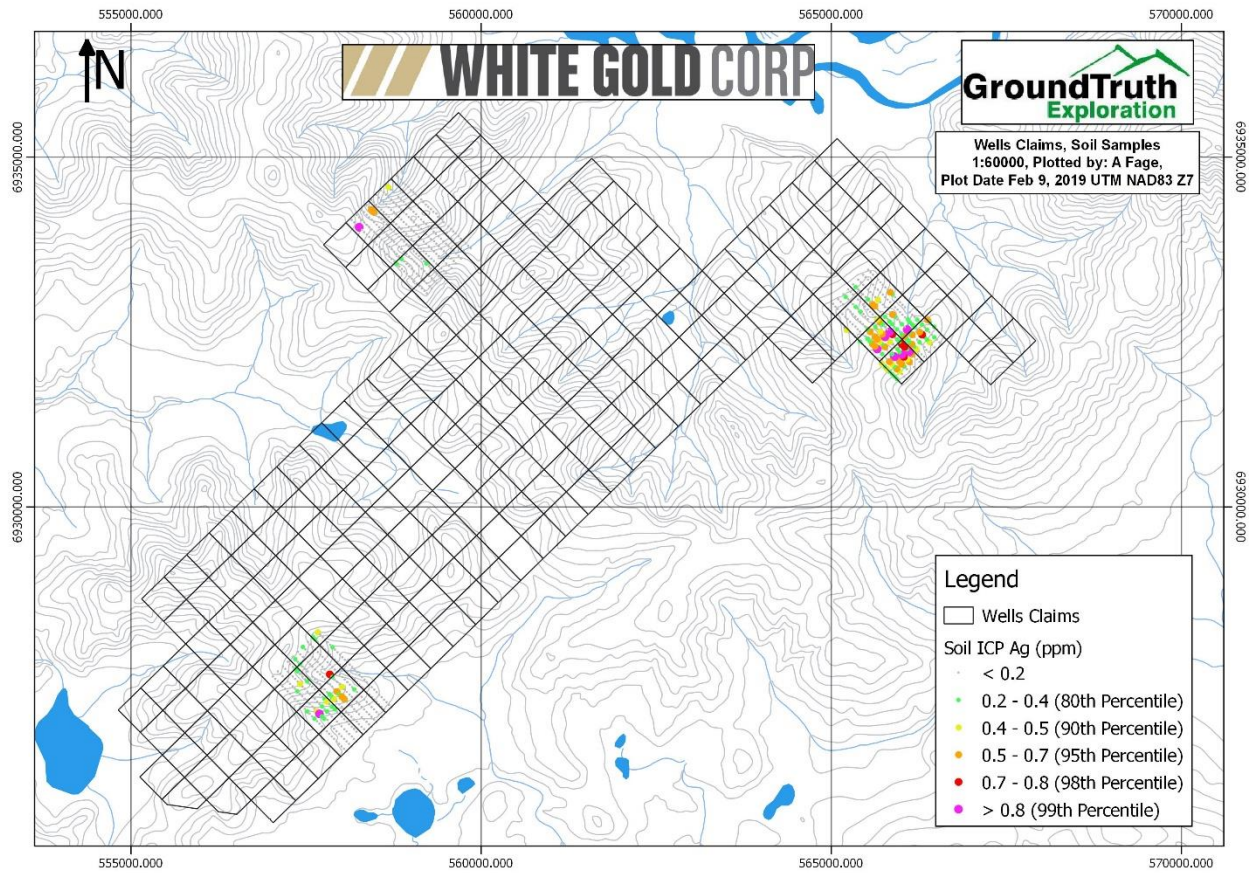 555000.000 560000.000 565000.000 570000.000
N
WHITE GOLD CORP
GroundTruth
Exploration
Wells Claims, Soil Samples
1:60000, Plotted by: A Fage,
Plot Date Feb 9, 2019 UTM NAD83 Z7
6935000.000
6935000.000
6930000.000
6930000.000
Legend
Wells Claims
Soil ICP Ag (ppm)
< 0.2
0.2 - 0.4 (80th Percentile)
0.4 - 0.5 (90th Percentile)
0.5 - 0.7 (95th Percentile)
0.7 - 0.8 (98th Percentile)
> 0.8 (99th Percentile)
555000.000 560000.000 565000.000 570000.000